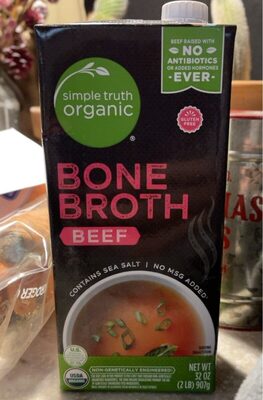 simple truth
organic
®
BEEF RAISED WITH
NO
ANTIBIOTICS
OR ADDED HORMONES
EVER
GLUTEN
FREE
BONE
BROTH
BEEF
CONTAINS SEA SALT | NO MSG ADDED
NON-GENETICALLY ENGINEERED
USDA
ORGANIC
NET WT
32 OZ
(2 LB) 907g
KROGER